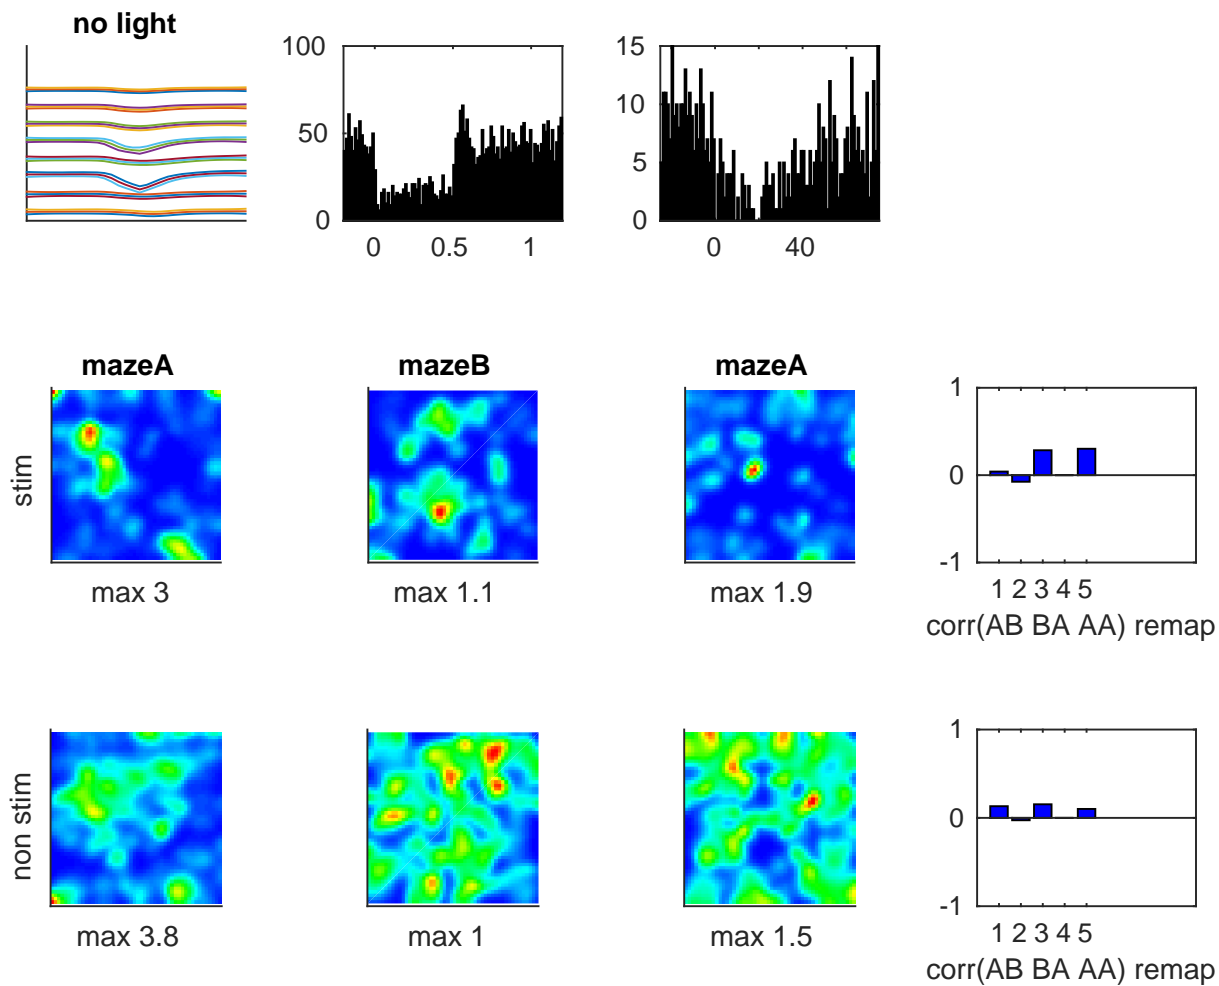 no light
100
50
0
0 0.5 1
15
10
5
0
0 40
mazeA
mazeB
mazeA
stim
max 3
max 1.1
max 1.9
1
0
-1
1 2 3 4 5
corr(AB BA AA) remap
non stim
max 3.8
max 1
max 1.5
1
0
-1
1 2 3 4 5
corr(AB BA AA) remap